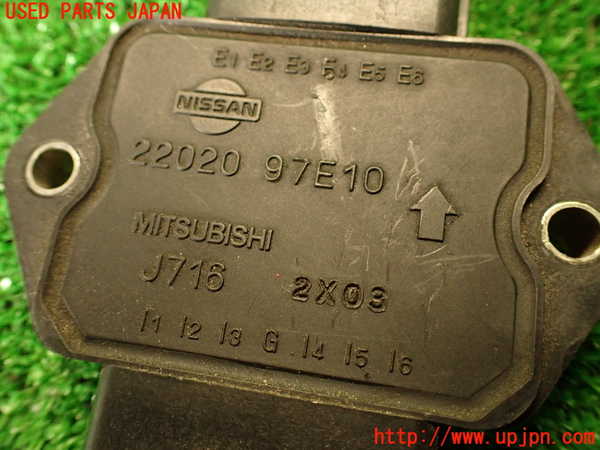 USED PARTS JAPAN
E1 E2 E3 E4 E5 E6
NISSAN
22020 97E10
MITSUBISHI
J716 2X03
I1 I2 I3 G I4 I5 I6
http://www.upjpn.com/